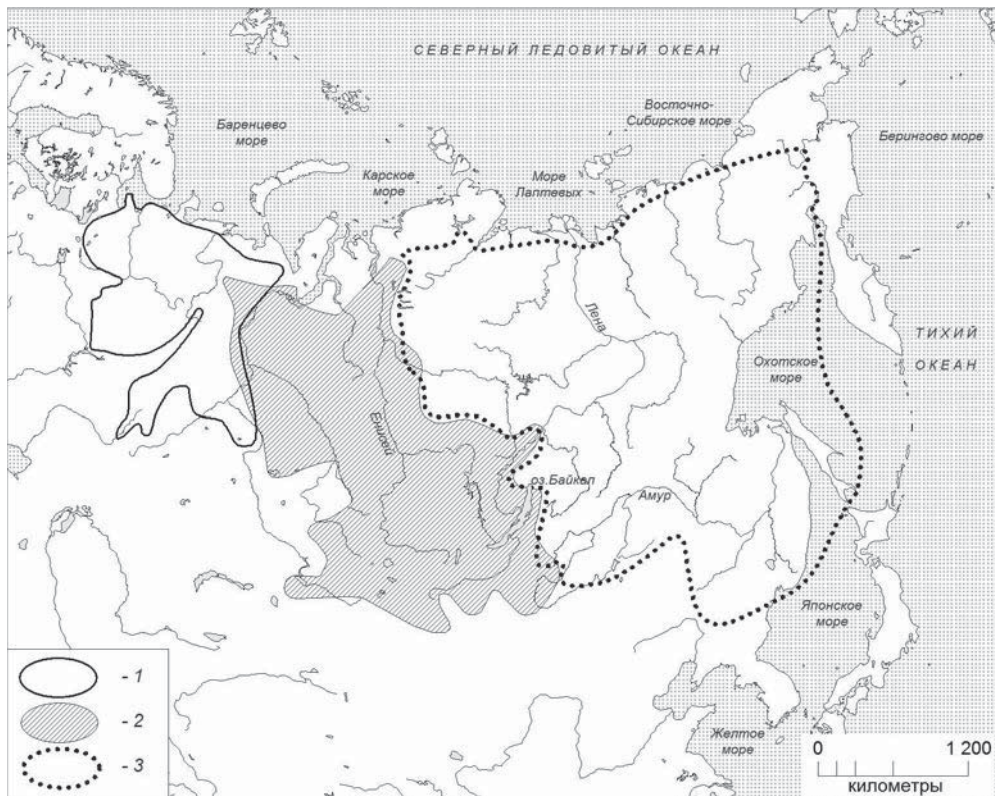 СЕВЕРНЫЙ ЛЕДОВИТЫЙ ОКЕАН
Восточно-
Сибирское море
Баренцево
море
Берингово море
Карское
море
Море
Лаптевых
Лена
ТИХИЙ
ОКЕАН
Охотское
море
Енисей
оз.Байкал
Амур
Японское
море
- 1
- 2
- 3
Желтое
море
0 1 200
километры